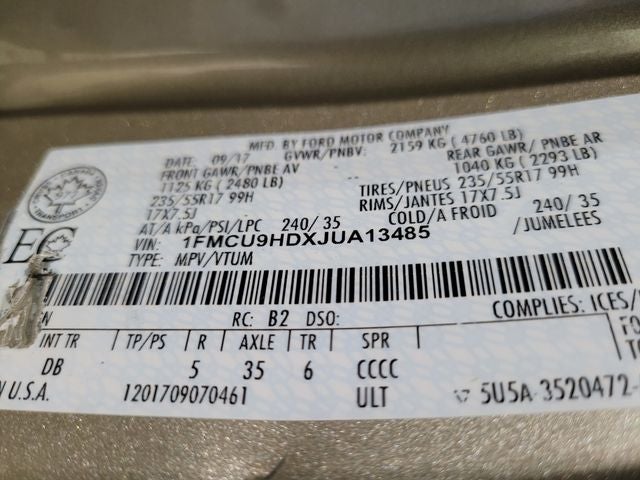 MFD. BY FORD MOTOR COMPANY
DATE: 09/17 GVWR/PNBV: 2159 KG ( 4760 LB)
FRONT GAWR/PNBE AV REAR GAWR/ PNBE AR
1125 KG ( 2480 LB) 1040 KG ( 2293 LB)
235/55R17 99H TIRES/PNEUS 235/55R17 99H
17X7.5J RIMS/JANTES 17X7.5J
AT/A kPa/PSI/LPC 240/ 35 COLD/A FROID 240/ 35
VIN: 1FMCU9HDXJUA13485 /JUMELEES
TYPE: MPV/VTUM
TRANSPORT
EC
RC: B2 DSO: COMPLIES: ICES/
INT TR TP/PS R AXLE TR SPR
DB 5 35 6 CCCC
U.S.A. 1201709070461 ULT 5U5A-3520472-